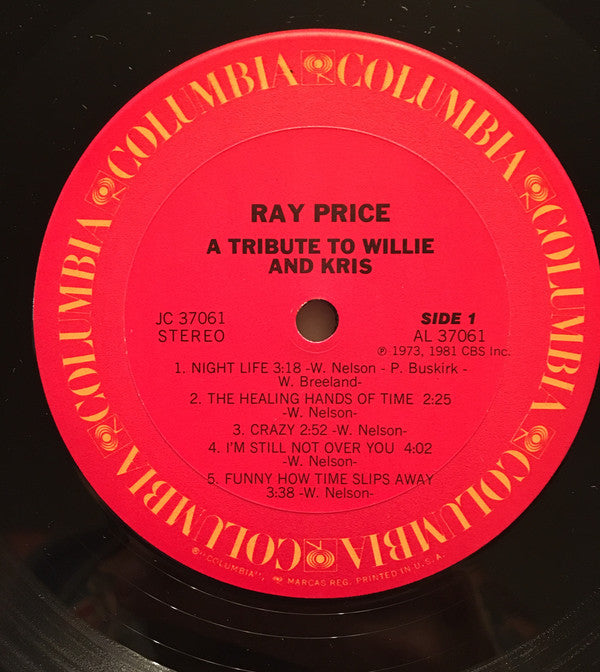 COLUMBIA COLUMBIA COLUMBIA COLUMBIA COLUMBIA COLUMBIA
RAY PRICE
A TRIBUTE TO WILLIE
AND KRIS
JC 37061
STEREO
SIDE 1
AL 37061
℗ 1973, 1981 CBS Inc.
1. NIGHT LIFE 3:18 -W. Nelson - P. Buskirk -
W. Breeland-
2. THE HEALING HANDS OF TIME 2:25
-W. Nelson-
3. CRAZY 2:52 -W. Nelson-
4. I'M STILL NOT OVER YOU 4:02
-W. Nelson-
5. FUNNY HOW TIME SLIPS AWAY
3:38 -W. Nelson-
"COLUMBIA", MARCAS REG. PRINTED IN U.S.A.